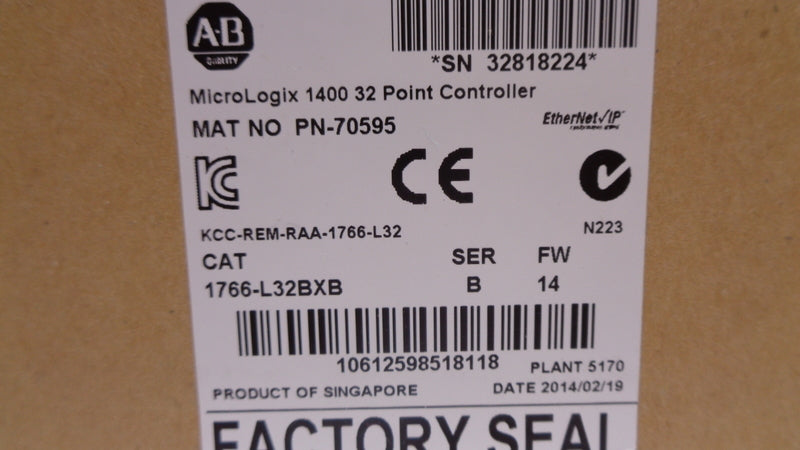 A-B
QUALITY
*SN 32818224*
MicroLogix 1400 32 Point Controller
MAT NO PN-70595
EtherNet/IP
CE
N223
KCC-REM-RAA-1766-L32
CAT SER FW
1766-L32BXB B 14
10612598518118
PLANT 5170
PRODUCT OF SINGAPORE DATE 2014/02/19
FACTORY SEAL